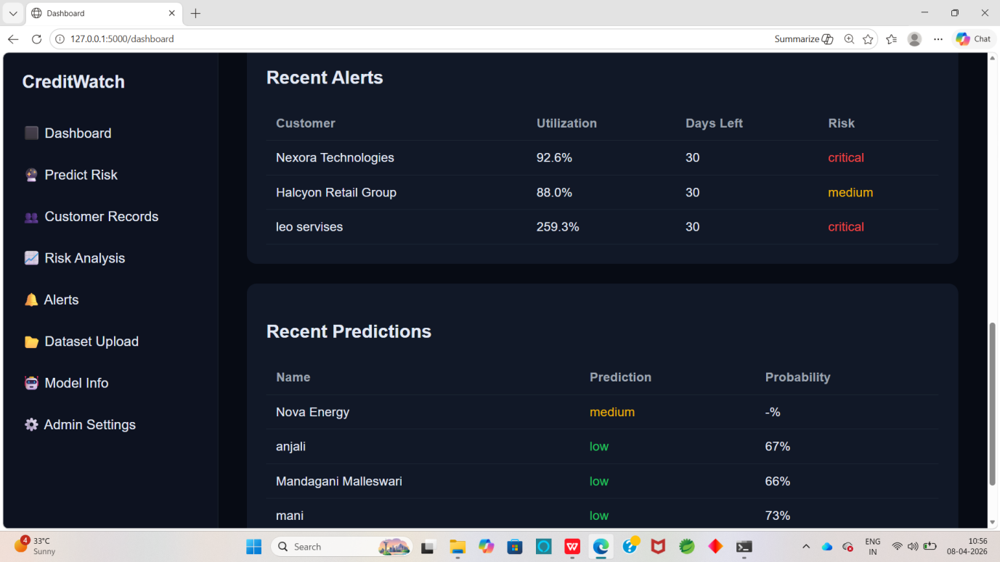 Dashboard
127.0.0.1:5000/dashboard
Summarize
Chat
CreditWatch
Dashboard
Predict Risk
Customer Records
Risk Analysis
Alerts
Dataset Upload
Model Info
Admin Settings
Recent Alerts
Customer Utilization Days Left Risk
Nexora Technologies 92.6% 30 critical
Halcyon Retail Group 88.0% 30 medium
leo servises 259.3% 30 critical
Recent Predictions
Name Prediction Probability
Nova Energy medium -%
anjali low 67%
Mandagani Malleswari low 66%
mani low 73%
4
33°C
Sunny
Search
W
ENG
IN
10:56
08-04-2026